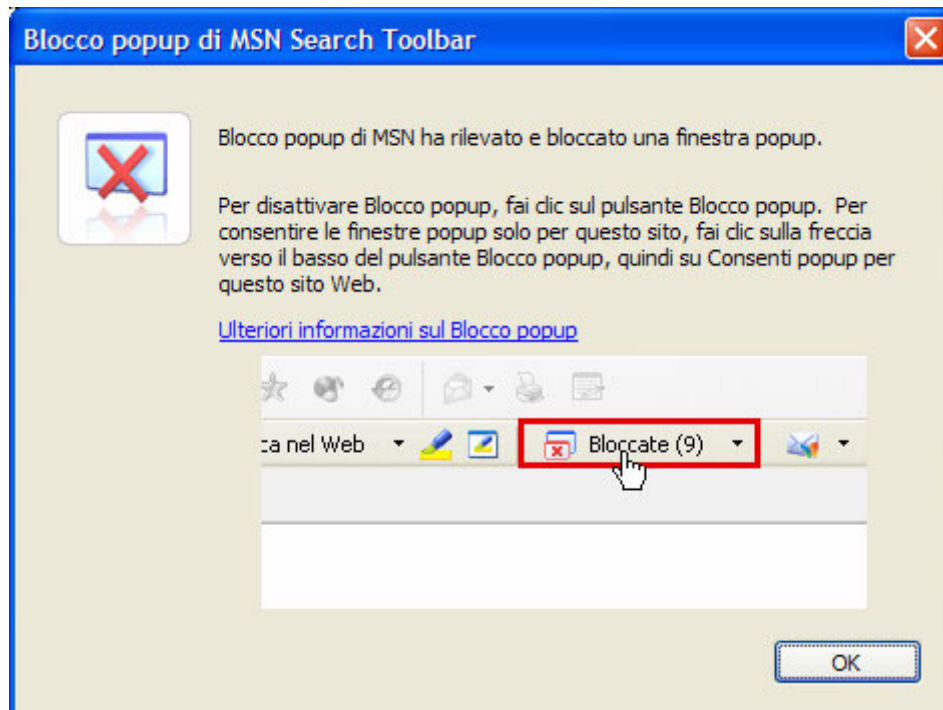 Blocco popup di MSN Search Toolbar
Blocco popup di MSN ha rilevato e bloccato una finestra popup.
Per disattivare Blocco popup, fai clic sul pulsante Blocco popup. Per
consentire le finestre popup solo per questo sito, fai clic sulla freccia
verso il basso del pulsante Blocco popup, quindi su Consenti popup per
questo sito Web.
Ulteriori informazioni sul Blocco popup
ca nel Web Bloccate (9)
OK